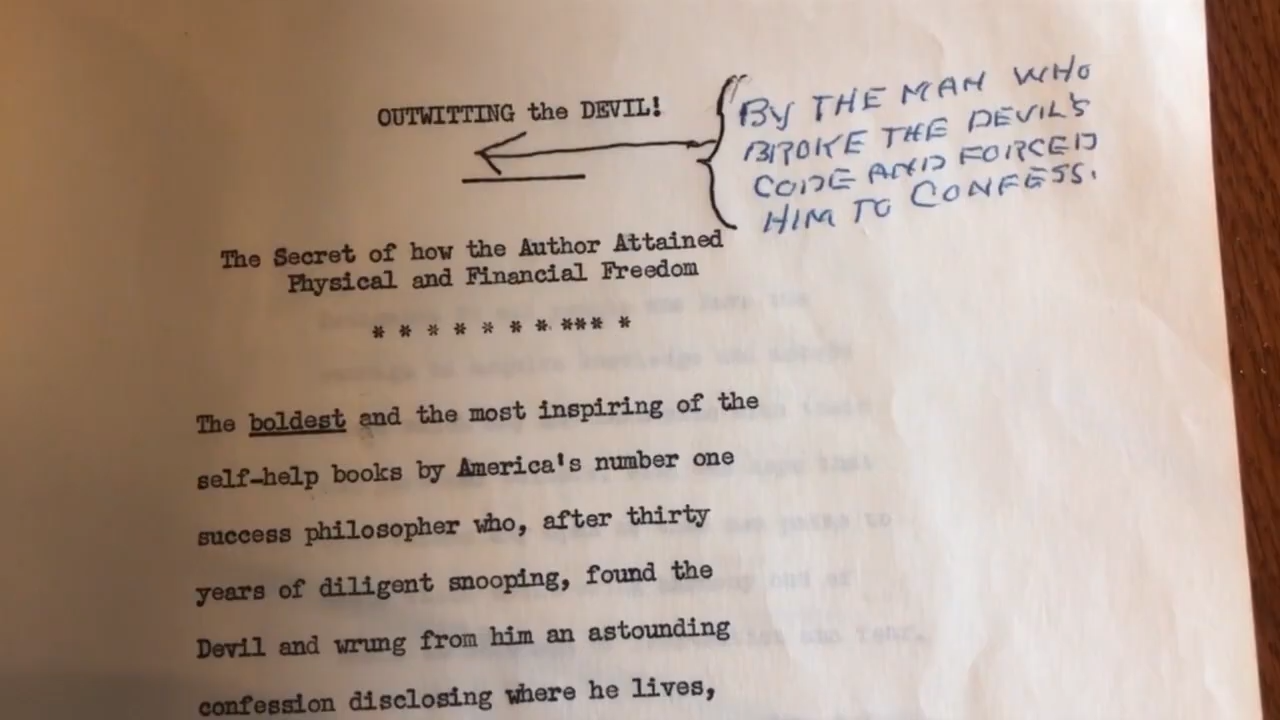 OUTWITTING the DEVIL!
BY THE MAN WHO
BROKE THE DEVIL'S
CODE AND FORCED
HIM TO CONFESS.
The Secret of how the Author Attained
Physical and Financial Freedom
* * * * * * * *** *
The boldest and the most inspiring of the
self-help books by America's number one
success philosopher who, after thirty
years of diligent snooping, found the
Devil and wrung from him an astounding
confession disclosing where he lives,